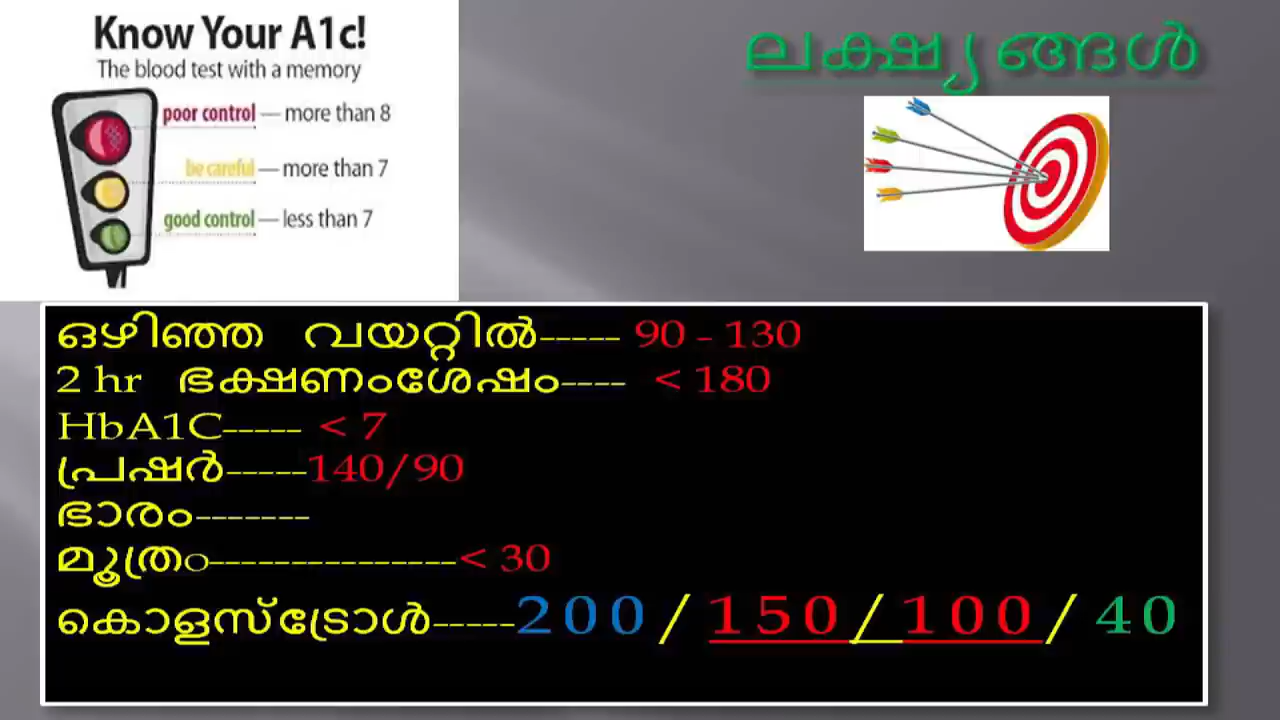 Know Your A1c!
The blood test with a memory
poor control — more than 8
be careful — more than 7
good control — less than 7
ലക്ഷ്യങ്ങൾ
ഒഴിഞ്ഞ വയറ്റിൽ----- 90 - 130
2 hr ഭക്ഷണംശേഷം---- < 180
HbA1C----- < 7
പ്രഷർ-----140/90
ഭാരം-------
മൂത്രം---------------< 30
കൊളസ്ട്രോൾ-----200 / 150 / 100 / 40